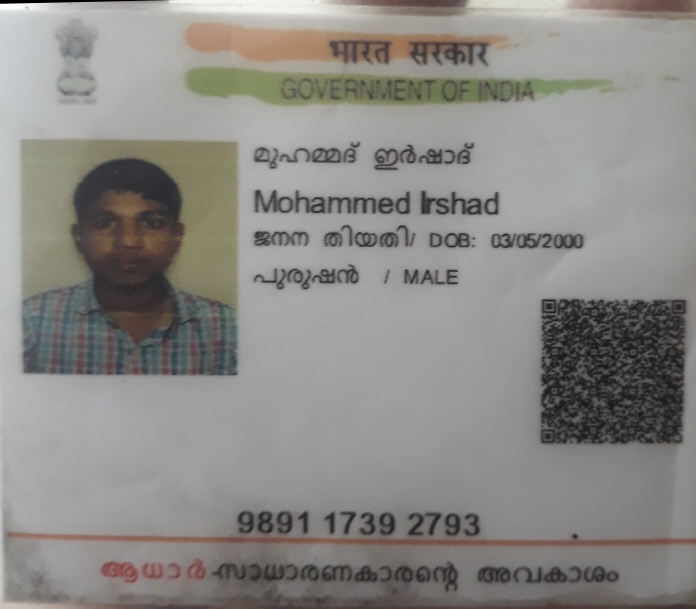 भारत सरकार
GOVERNMENT OF INDIA
മുഹമ്മദ് ഇർഷാദ്
Mohammed Irshad
ജനന തിയതി/ DOB: 03/05/2000
പുരുഷൻ / MALE
9891 1739 2793
ആധാർ-സാധാരണകാരന്റെ അവകാശം